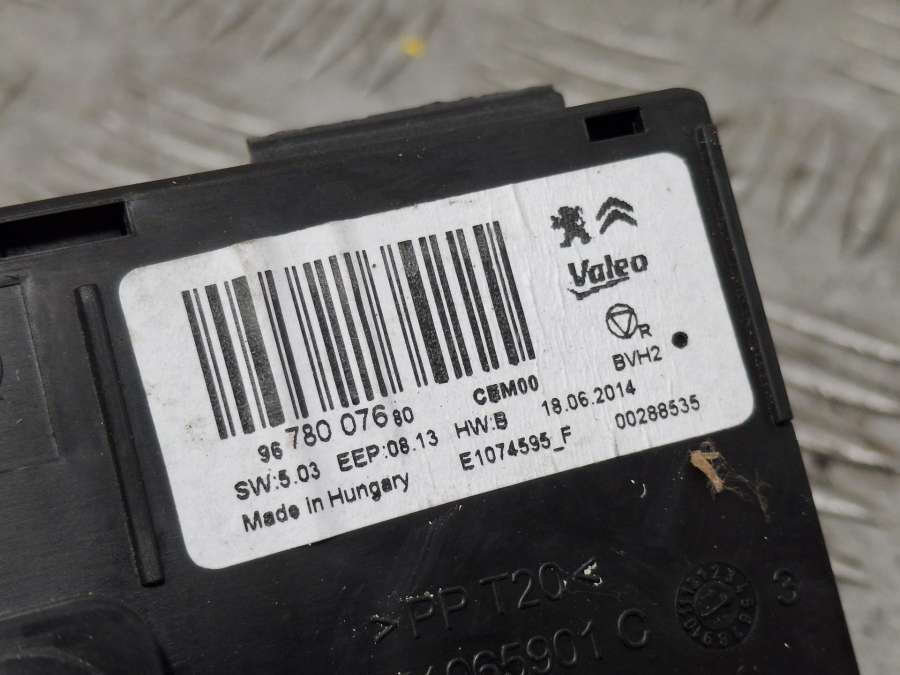 Valeo
R
BVH2
96 780 076 80 CEM00
SW:5.03 EEP:08.13 HW:B 18.06.2014
Made in Hungary E1074595_F 00288535
>PP T20<
065901 C
3